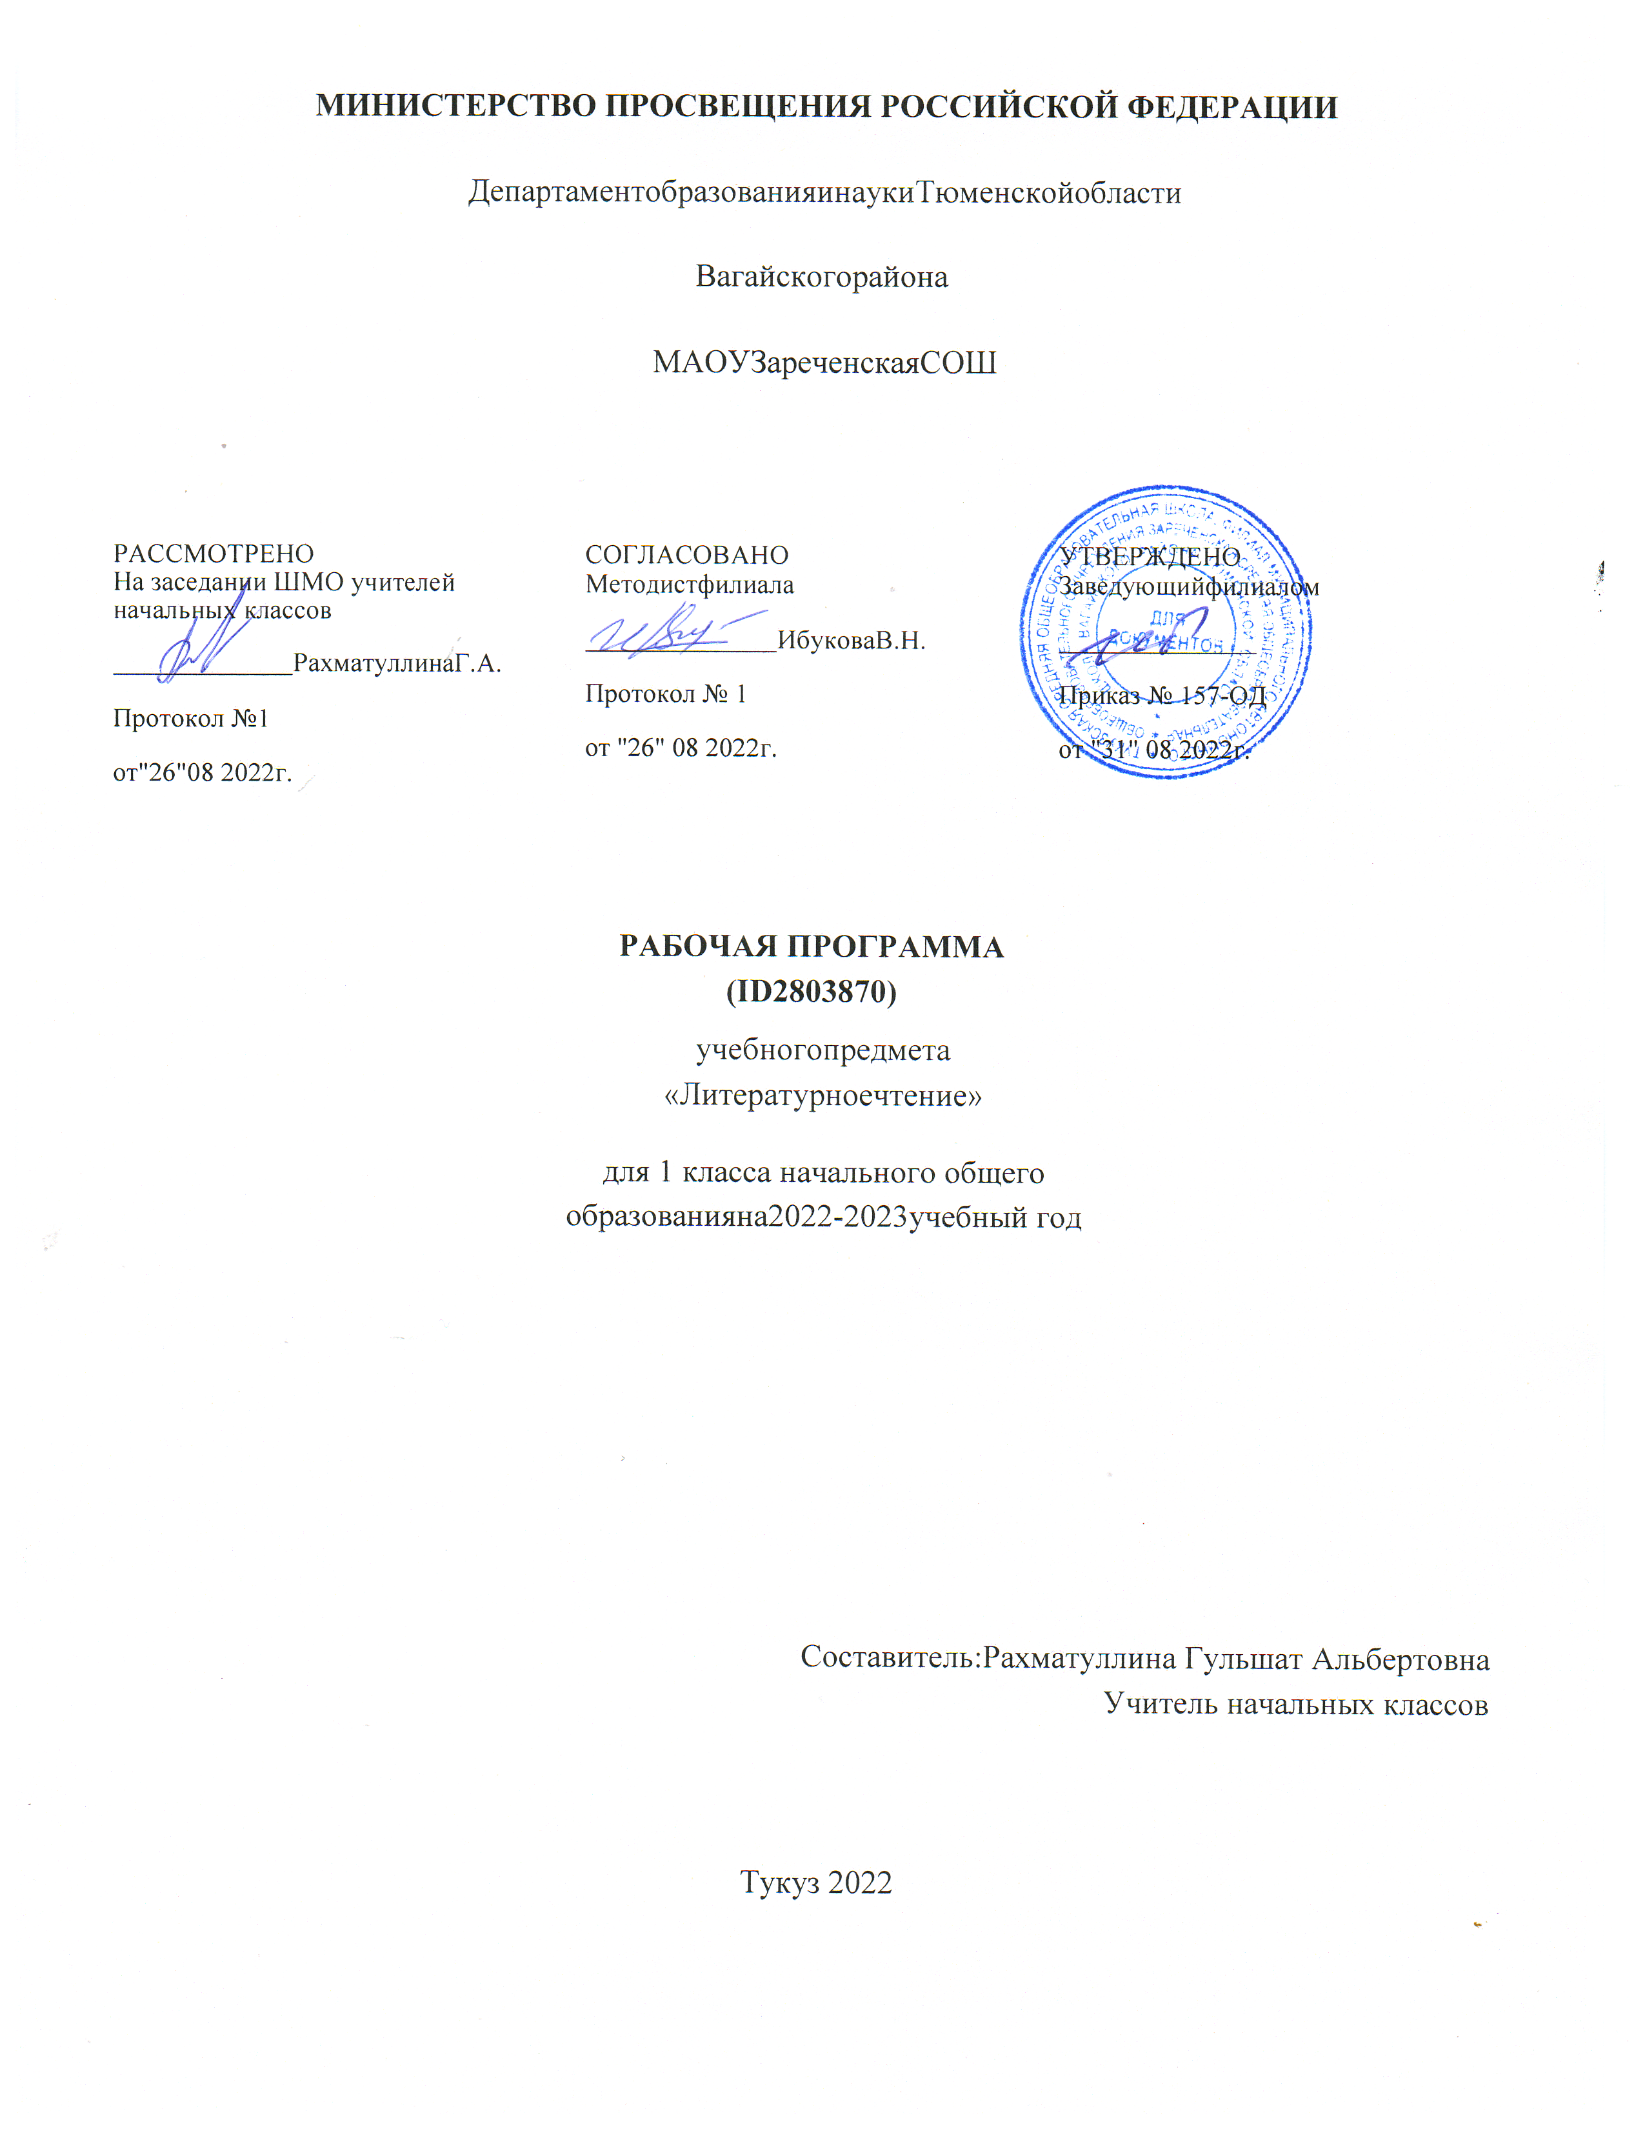 МИНИСТЕРСТВО ПРОСВЕЩЕНИЯ РОССИЙСКОЙ ФЕДЕРАЦИИ
ДепартаментобразованияинаукиТюменскойобласти
Вагайскогорайона
МАОУЗареченскаяСОШ
РАССМОТРЕНО
На заседании ШМО учителей
начальных классов
РахматуллинаГ.А.
Протокол №1
от"26"08 2022г.
СОГЛАСОВАНО
Методистфилиала
ИбуковаВ.Н.
Протокол № 1
от "26" 08 2022г.
УТВЕРЖДЕНО
Заведующийфилиалом
ДЛЯ
ДОКУМЕНТОВ
Приказ № 157-ОД
от "31" 08 2022г.
РАБОЧАЯ ПРОГРАММА
(ID2803870)
учебногопредмета
«Литературноечтение»
для 1 класса начального общего
образованияна2022-2023учебный год
Составитель:Рахматуллина Гульшат Альбертовна
Учитель начальных классов
Тукуз 2022